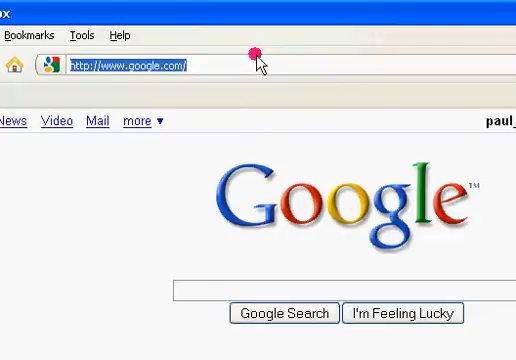 ox
Bookmarks Tools Help
http://www.google.com/
News Video Mail more ▼ paul_
Google™
Google Search I'm Feeling Lucky